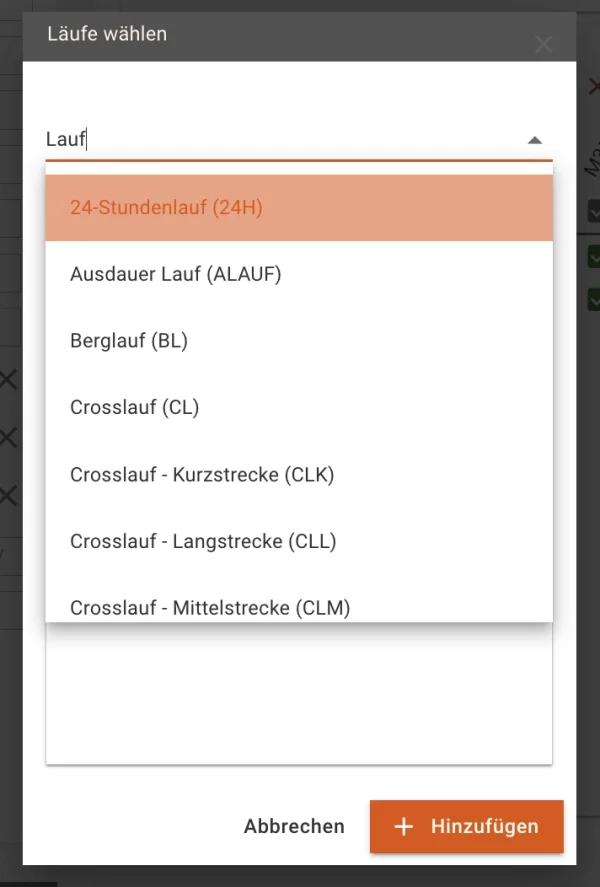 Läufe wählen
Lauf
24-Stundenlauf (24H)
Ausdauer Lauf (ALAUF)
Berglauf (BL)
Crosslauf (CL)
Crosslauf - Kurzstrecke (CLK)
Crosslauf - Langstrecke (CLL)
Crosslauf - Mittelstrecke (CLM)
Abbrechen
Hinzufügen